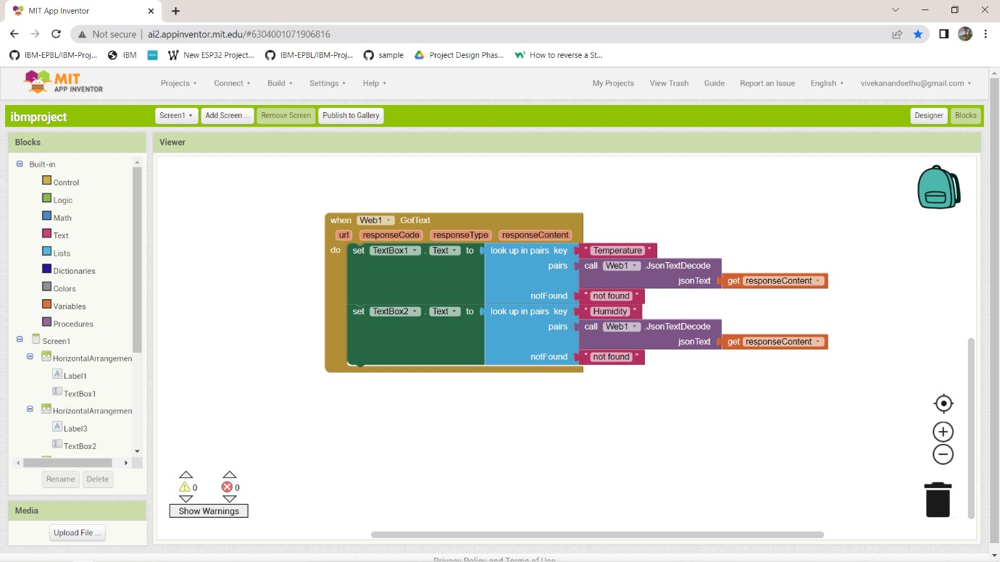 MIT App Inventor
Not secure | ai2.appinventor.mit.edu/#6304001071906816
IBM-EPBL/IBM-Proj... IBM New ESP32 Project... IBM-EPBL/IBM-Proj... sample Project Design Phas... How to reverse a St...
MIT
APP INVENTOR
Projects Connect Build Settings Help My Projects View Trash Guide Report an Issue English vivekanandsethu@gmail.com
ibmproject Screen1 Add Screen ... Remove Screen Publish to Gallery Designer Blocks
Blocks
Viewer
Built-in
Control
Logic
Math
Text
Lists
Dictionaries
Colors
Variables
Procedures
Screen1
HorizontalArrangemen
Label1
TextBox1
HorizontalArrangemen
Label3
TextBox2
Rename Delete
Media
Upload File ...
when Web1 .GotText
url responseCode responseType responseContent
do set TextBox1 . Text to look up in pairs key " Temperature "
pairs call Web1 .JsonTextDecode
jsonText get responseContent
notFound " not found "
set TextBox2 . Text to look up in pairs key " Humidity "
pairs call Web1 .JsonTextDecode
jsonText get responseContent
notFound " not found "
0 0
Show Warnings
Privacy Policy and Terms of Use